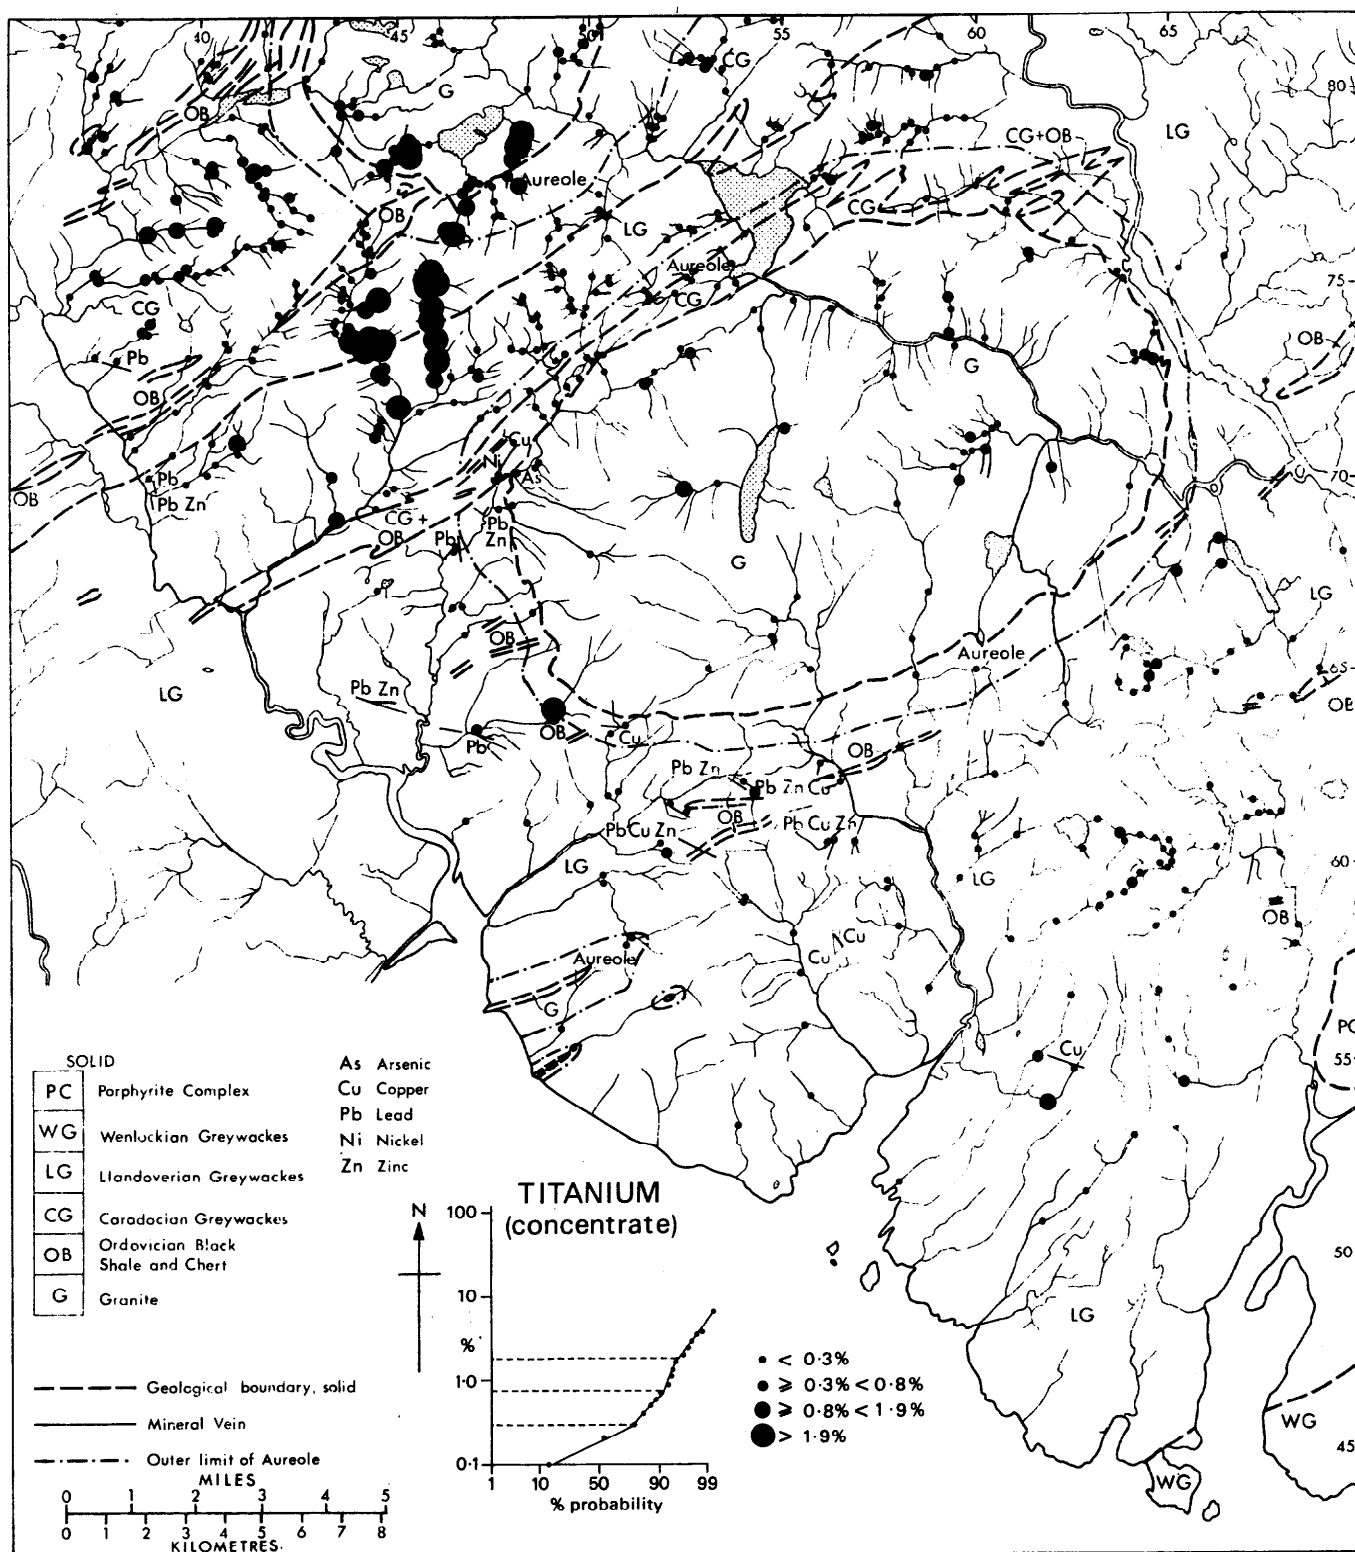 40 45 50 55 60 65
CG
G
80
OB
LG
CG+OB
Aureole
OB
LG
CG
Aureole
75
CG
CG
OB
Pb
G
OB
Cu
Ni
As
70
Pb
OB
Pb Zn
CG +
OB
Pb
Pb
Zn
G
LG
OB
Aureole
65
Pb Zn
LG
OB
OB
Cu
Pb
OB
Pb Zn
Pb Zn Cu
OB
Pb Cu Zn
Pb Cu Zn
LG
60
LG
OB
Cu
Cu
Aureole
G
PC
55
Cu
SOLID
PC Porphyrite Complex
WG Wenlockian Greywackes
LG Llandoverian Greywackes
CG Caradocian Greywackes
OB Ordovician Black
Shale and Chert
G Granite
As Arsenic
Cu Copper
Pb Lead
Ni Nickel
Zn Zinc
N
TITANIUM
(concentrate)
100
10
%
1·0
0·1
1 10 50 90 99
% probability
< 0·3%
⩾ 0·3% < 0·8%
⩾ 0·8% < 1·9%
> 1·9%
50
LG
WG
45
WG
Geological boundary, solid
Mineral Vein
Outer limit of Aureole
MILES
0 1 2 3 4 5
0 1 2 3 4 5 6 7 8
KILOMETRES.